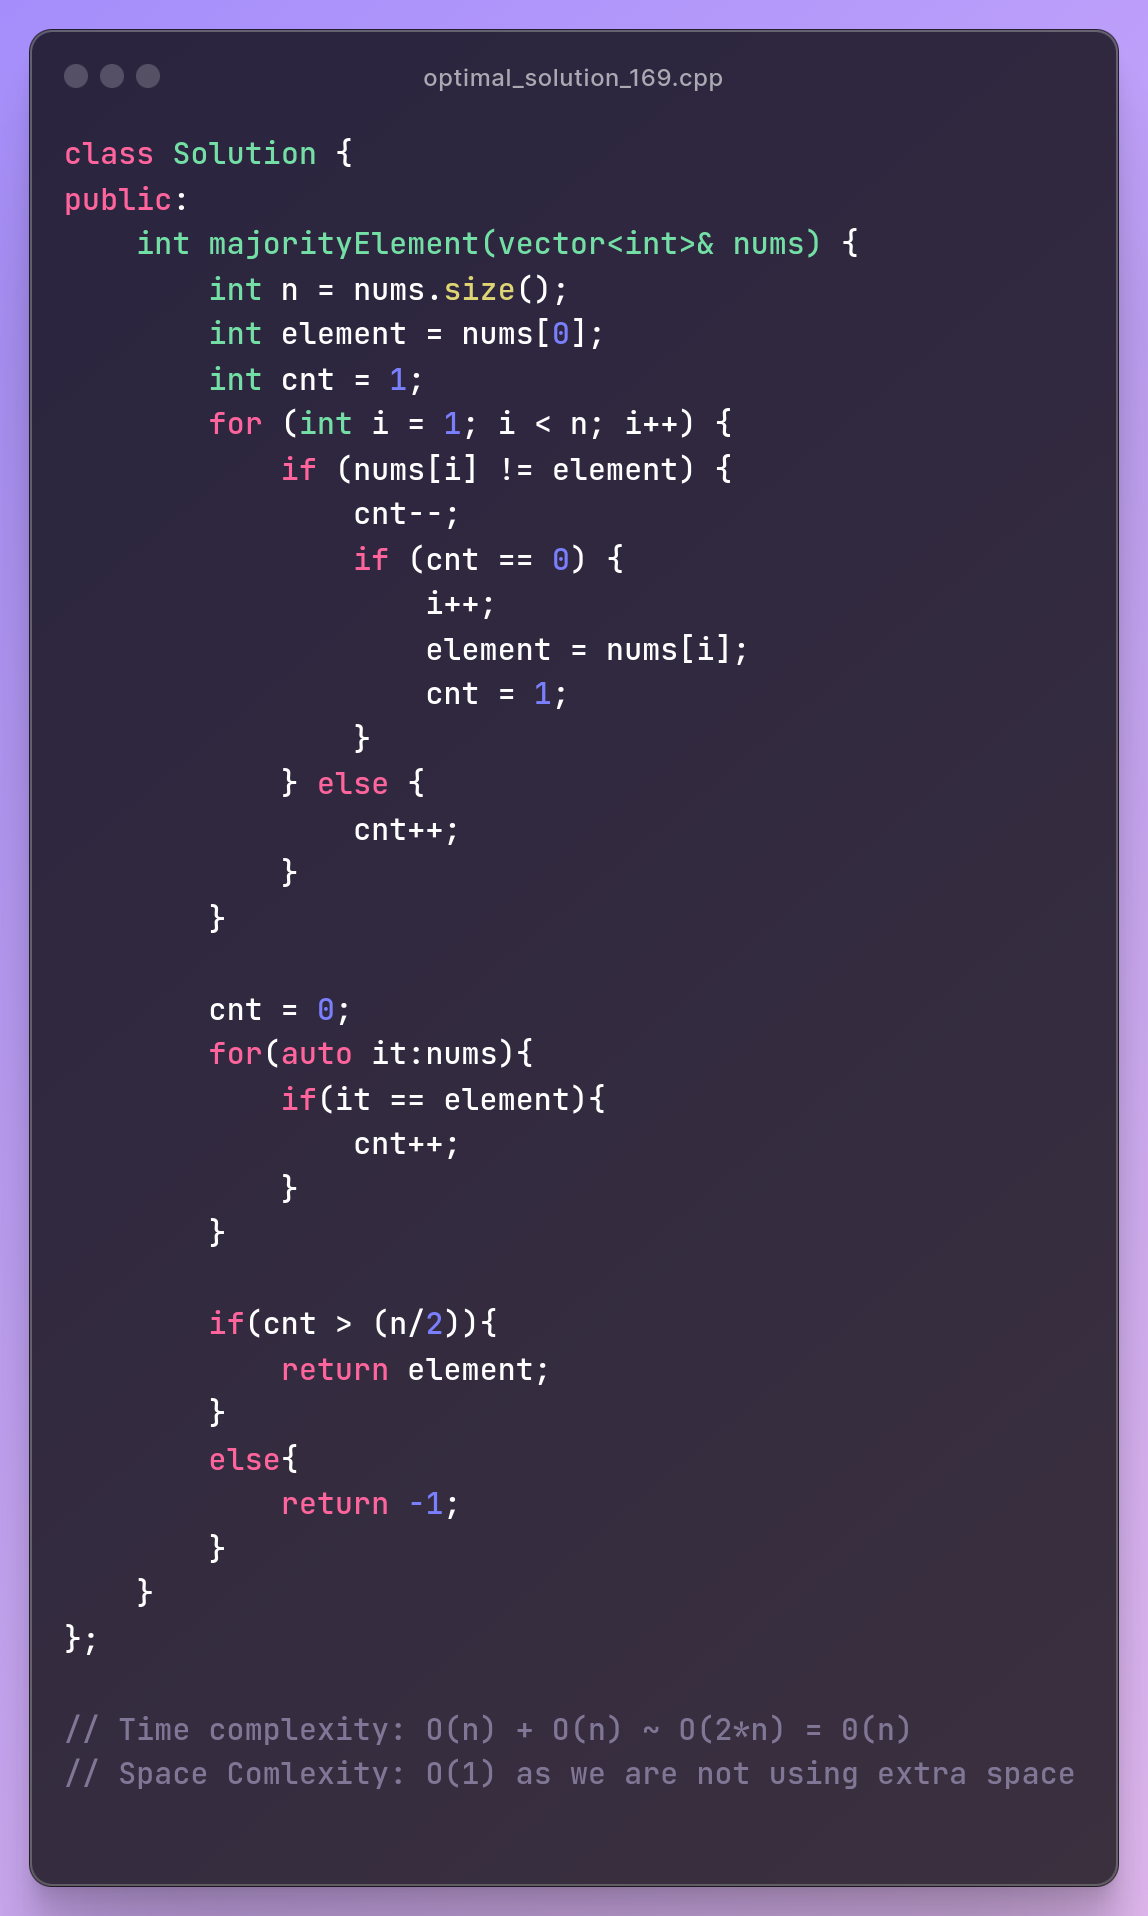 optimal_solution_169.cpp
class Solution {
public:
    int majorityElement(vector<int>& nums) {
        int n = nums.size();
        int element = nums[0];
        int cnt = 1;
        for (int i = 1; i < n; i++) {
            if (nums[i] != element) {
                cnt--;
                if (cnt == 0) {
                    i++;
                    element = nums[i];
                    cnt = 1;
                }
            } else {
                cnt++;
            }
        }

        cnt = 0;
        for(auto it:nums){
            if(it == element){
                cnt++;
            }
        }

        if(cnt > (n/2)){
            return element;
        }
        else{
            return -1;
        }
    }
};

// Time complexity: O(n) + O(n) ~ O(2*n) = 0(n)
// Space Comlexity: O(1) as we are not using extra space